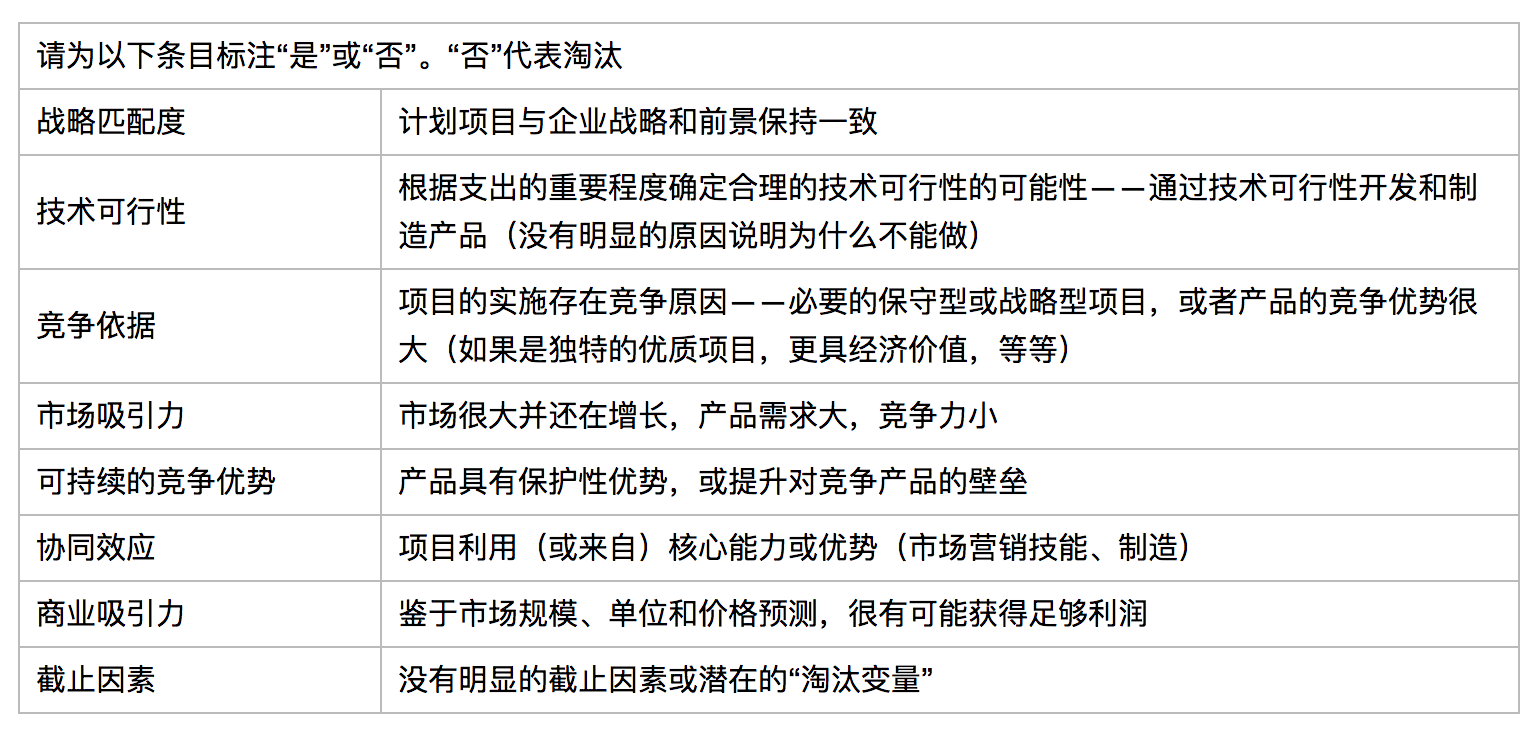 请为以下条目标注“是”或“否”。“否”代表淘汰
战略匹配度
计划项目与企业战略和前景保持一致
技术可行性
根据支出的重要程度确定合理的技术可行性的可能性——通过技术可行性开发和制
造产品（没有明显的原因说明为什么不能做）
竞争依据
项目的实施存在竞争原因——必要的保守型或战略型项目，或者产品的竞争优势很
大（如果是独特的优质项目，更具经济价值，等等）
市场吸引力
市场很大并还在增长，产品需求大，竞争力小
可持续的竞争优势
产品具有保护性优势，或提升对竞争产品的壁垒
协同效应
项目利用（或来自）核心能力或优势（市场营销技能、制造）
商业吸引力
鉴于市场规模、单位和价格预测，很有可能获得足够利润
截止因素
没有明显的截止因素或潜在的“淘汰变量”